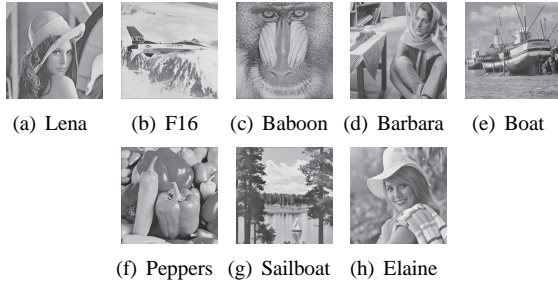 (a) Lena (b) F16 (c) Baboon (d) Barbara (e) Boat
(f) Peppers (g) Sailboat (h) Elaine